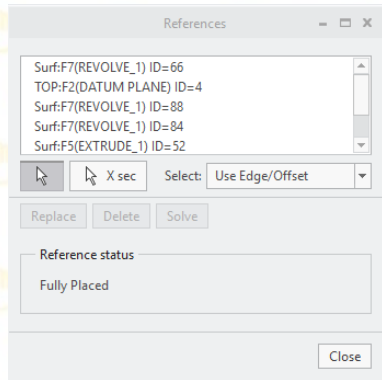 References
Surf:F7(REVOLVE_1) ID=66
TOP:F2(DATUM PLANE) ID=4
Surf:F7(REVOLVE_1) ID=88
Surf:F7(REVOLVE_1) ID=84
Surf:F5(EXTRUDE_1) ID=52
X sec Select: Use Edge/Offset
Replace Delete Solve
Reference status
Fully Placed
Close